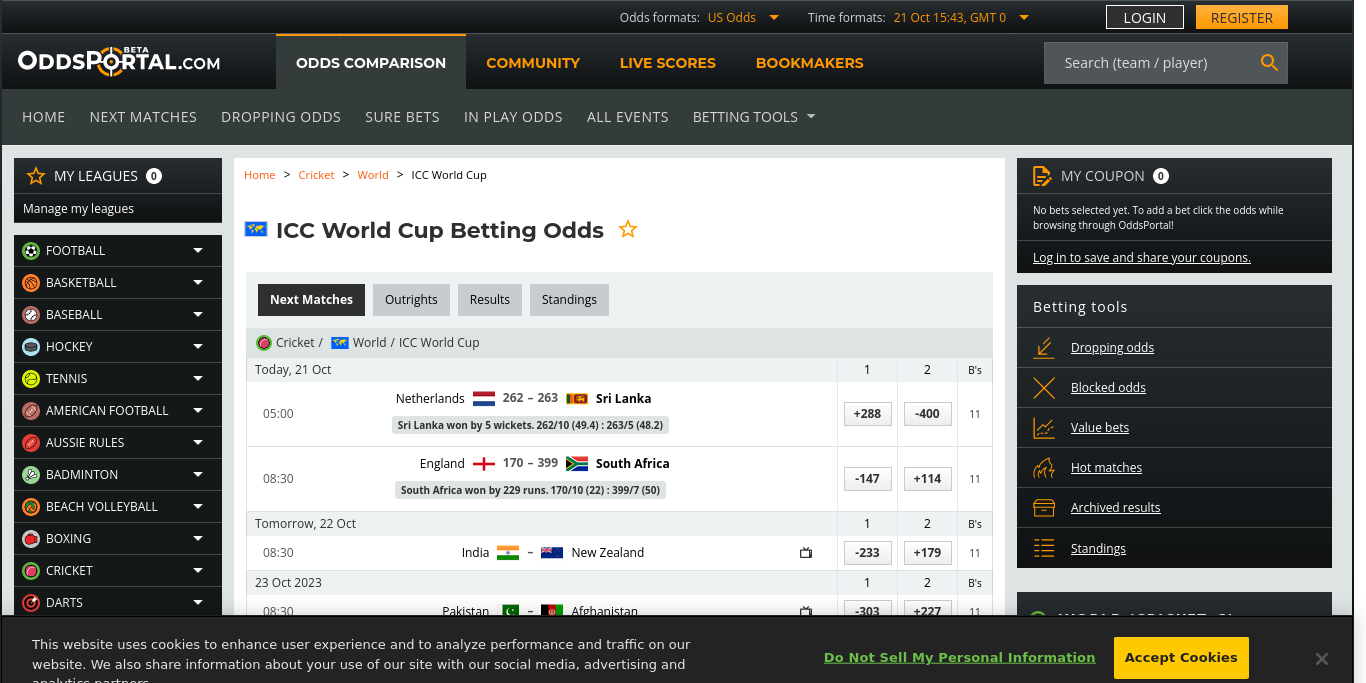 Odds formats: US Odds
Time formats: 21 Oct 15:43, GMT 0
LOGIN
REGISTER
ODDSPORTAL.COM
BETA
ODDS COMPARISON
COMMUNITY
LIVE SCORES
BOOKMAKERS
Search (team / player)
HOME
NEXT MATCHES
DROPPING ODDS
SURE BETS
IN PLAY ODDS
ALL EVENTS
BETTING TOOLS
MY LEAGUES 0
Manage my leagues
FOOTBALL
BASKETBALL
BASEBALL
HOCKEY
TENNIS
AMERICAN FOOTBALL
AUSSIE RULES
BADMINTON
BEACH VOLLEYBALL
BOXING
CRICKET
DARTS
Home > Cricket > World > ICC World Cup
ICC World Cup Betting Odds
Next Matches
Outrights
Results
Standings
Cricket / World / ICC World Cup
Today, 21 Oct 1 2 B's
05:00 Netherlands 262 – 263 Sri Lanka +288 -400 11
Sri Lanka won by 5 wickets. 262/10 (49.4) : 263/5 (48.2)
08:30 England 170 – 399 South Africa -147 +114 11
South Africa won by 229 runs. 170/10 (22) : 399/7 (50)
Tomorrow, 22 Oct 1 2 B's
08:30 India – New Zealand -233 +179 11
23 Oct 2023 1 2 B's
08:30 Pakistan – Afghanistan -303 +227 11
MY COUPON 0
No bets selected yet. To add a bet click the odds while
browsing through OddsPortal!
Log in to save and share your coupons.
Betting tools
Dropping odds
Blocked odds
Value bets
Hot matches
Archived results
Standings
This website uses cookies to enhance user experience and to analyze performance and traffic on our
website. We also share information about your use of our site with our social media, advertising and
analytics partners.
Do Not Sell My Personal Information
Accept Cookies